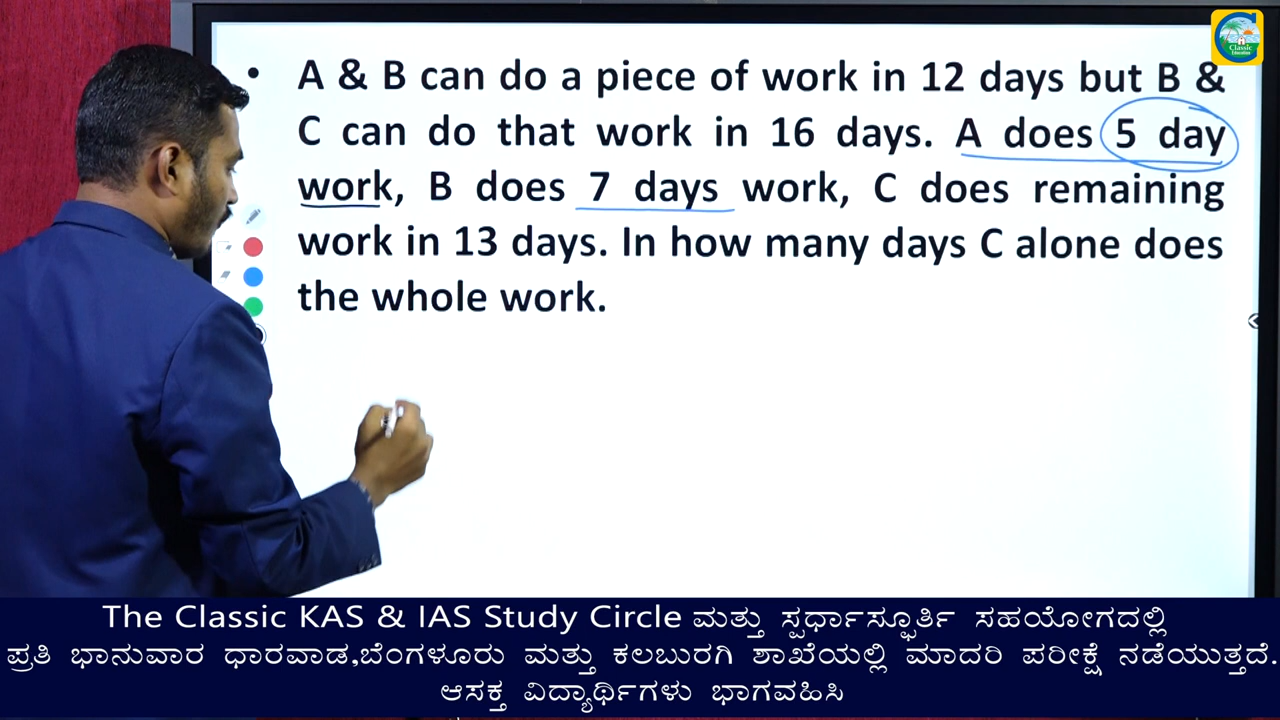 Classic
Education
• A & B can do a piece of work in 12 days but B &
C can do that work in 16 days. A does 5 day
work, B does 7 days work, C does remaining
work in 13 days. In how many days C alone does
the whole work.
The Classic KAS & IAS Study Circle ಮತ್ತು ಸ್ಪರ್ಧಾಸ್ಫೂರ್ತಿ ಸಹಯೋಗದಲ್ಲಿ
ಪ್ರತಿ ಭಾನುವಾರ ಧಾರವಾಡ,ಬೆಂಗಳೂರು ಮತ್ತು ಕಲಬುರಗಿ ಶಾಖೆಯಲ್ಲಿ ಮಾದರಿ ಪರೀಕ್ಷೆ ನಡೆಯುತ್ತದೆ.
ಆಸಕ್ತ ವಿದ್ಯಾರ್ಥಿಗಳು ಭಾಗವಹಿಸಿ